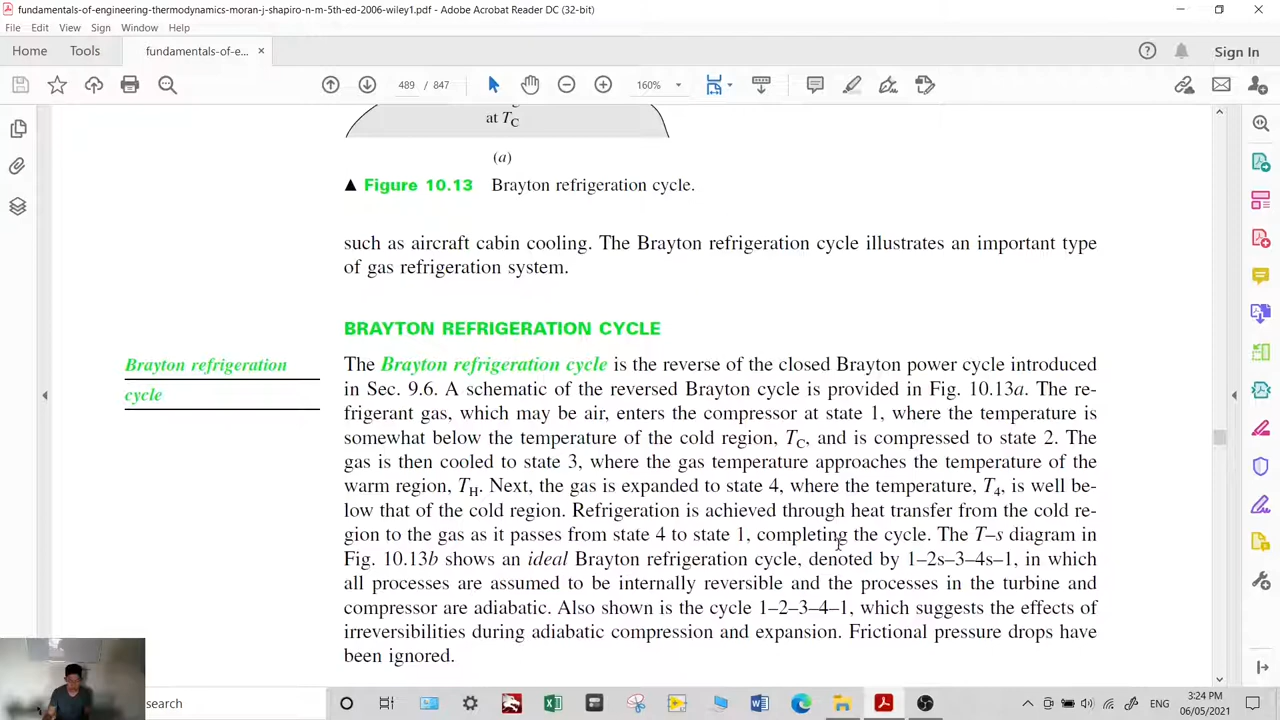 fundamentals-of-engineering-thermodynamics-moran-j-shapiro-n-m-5th-ed-2006-wiley1.pdf - Adobe Acrobat Reader DC (32-bit)
File Edit View Sign Window Help
Home Tools fundamentals-of-e... × Sign In
489 / 847 160%
at TC
(a)
▲ Figure 10.13 Brayton refrigeration cycle.
such as aircraft cabin cooling. The Brayton refrigeration cycle illustrates an important type
of gas refrigeration system.
BRAYTON REFRIGERATION CYCLE
Brayton refrigeration
cycle
The Brayton refrigeration cycle is the reverse of the closed Brayton power cycle introduced
in Sec. 9.6. A schematic of the reversed Brayton cycle is provided in Fig. 10.13a. The re-
frigerant gas, which may be air, enters the compressor at state 1, where the temperature is
somewhat below the temperature of the cold region, TC, and is compressed to state 2. The
gas is then cooled to state 3, where the gas temperature approaches the temperature of the
warm region, TH. Next, the gas is expanded to state 4, where the temperature, T4, is well be-
low that of the cold region. Refrigeration is achieved through heat transfer from the cold re-
gion to the gas as it passes from state 4 to state 1, completing the cycle. The T–s diagram in
Fig. 10.13b shows an ideal Brayton refrigeration cycle, denoted by 1–2s–3–4s–1, in which
all processes are assumed to be internally reversible and the processes in the turbine and
compressor are adiabatic. Also shown is the cycle 1–2–3–4–1, which suggests the effects of
irreversibilities during adiabatic compression and expansion. Frictional pressure drops have
been ignored.
search
ENG
3:24 PM
06/05/2021